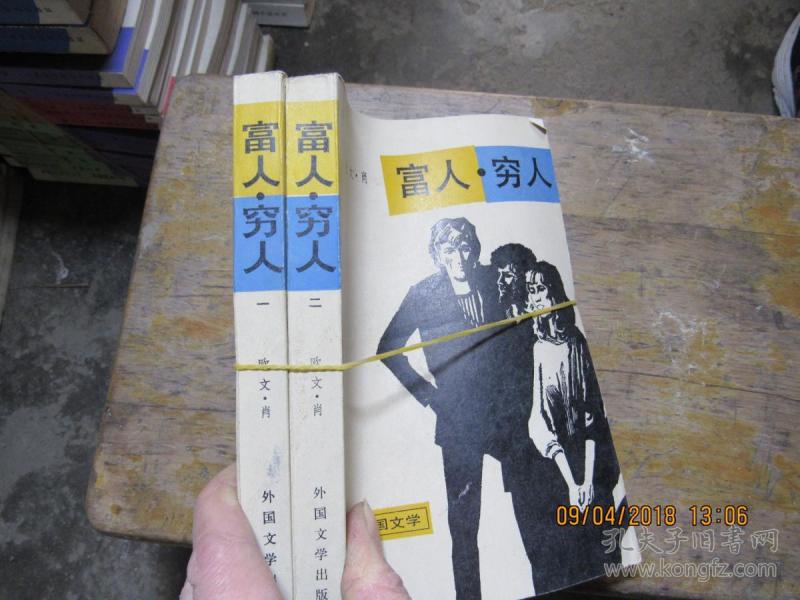 富人·穷人
一
欧文·肖
外国文学
富人·穷人
二
欧文·肖
外国文学出版
文·肖
富人·穷人
国文学
09/04/2018 13:06
孔夫子旧书网
www.kongfz.com